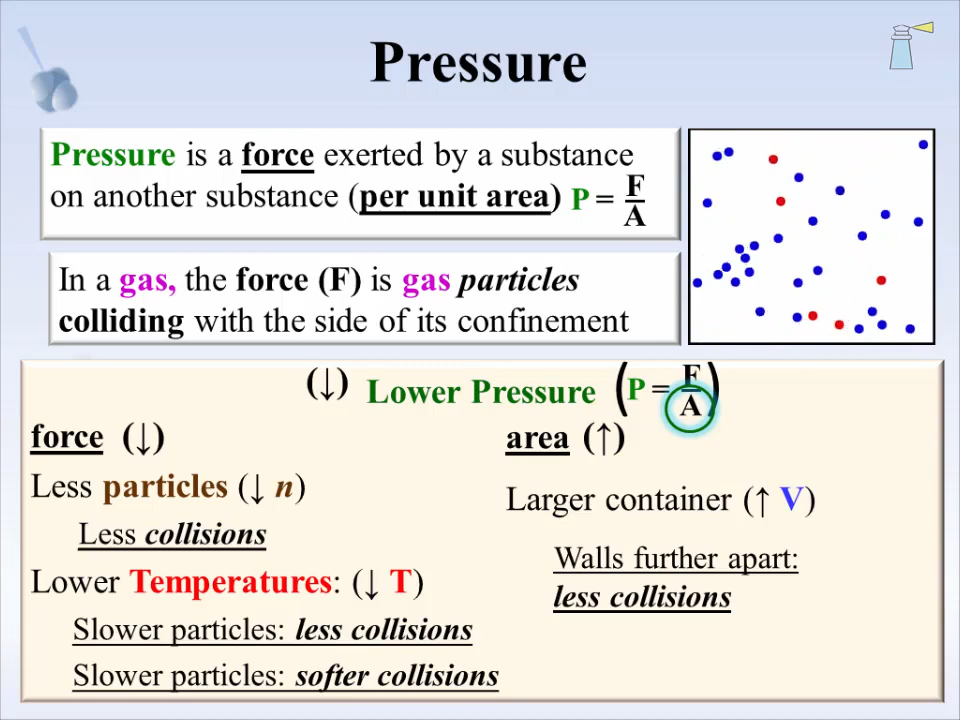 Pressure
Pressure is a force exerted by a substance
on another substance (per unit area) P = F
A
In a gas, the force (F) is gas particles
colliding with the side of its confinement
(↓) Lower Pressure (P = F
A)
force (↓)
Less particles (↓ n)
Less collisions
Lower Temperatures: (↓ T)
Slower particles: less collisions
Slower particles: softer collisions
area (↑)
Larger container (↑ V)
Walls further apart:
less collisions